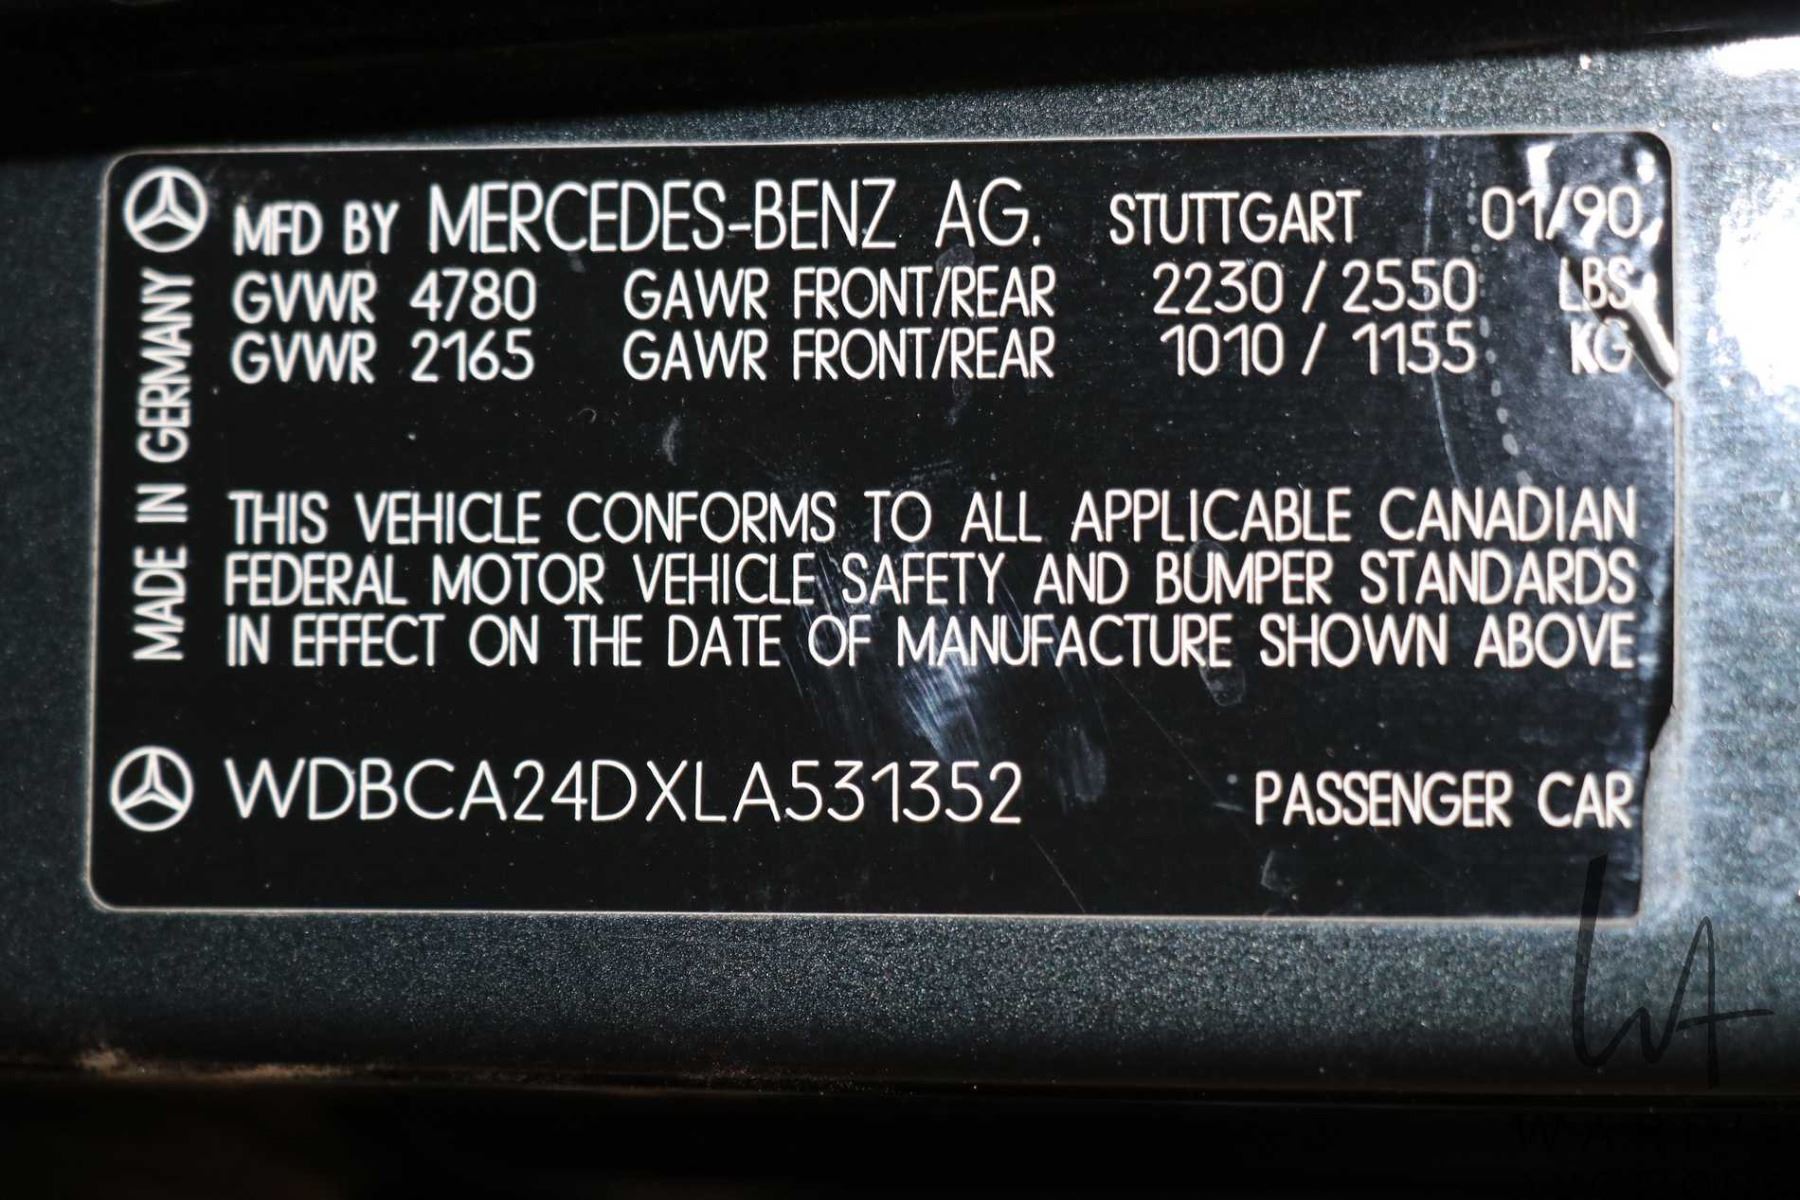 MFD BY MERCEDES-BENZ AG. STUTTGART 01/90
GVWR 4780 GAWR FRONT/REAR 2230 / 2550 LBS
GVWR 2165 GAWR FRONT/REAR 1010 / 1155 KG
MADE IN GERMANY
THIS VEHICLE CONFORMS TO ALL APPLICABLE CANADIAN
FEDERAL MOTOR VEHICLE SAFETY AND BUMPER STANDARDS
IN EFFECT ON THE DATE OF MANUFACTURE SHOWN ABOVE
WDBCA24DXLA531352 PASSENGER CAR